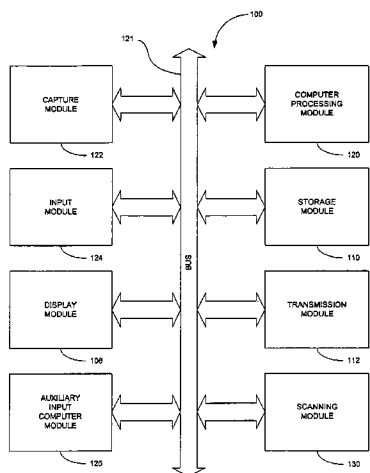 100
121
CAPTURE
MODULE
122
COMPUTER
PROCESSING
MODULE
120
INPUT
MODULE
124
STORAGE
MODULE
110
BUS
DISPLAY
MODULE
106
TRANSMISSION
MODULE
112
AUXILIARY
INPUT
COMPUTER
MODULE
126
SCANNING
MODULE
130